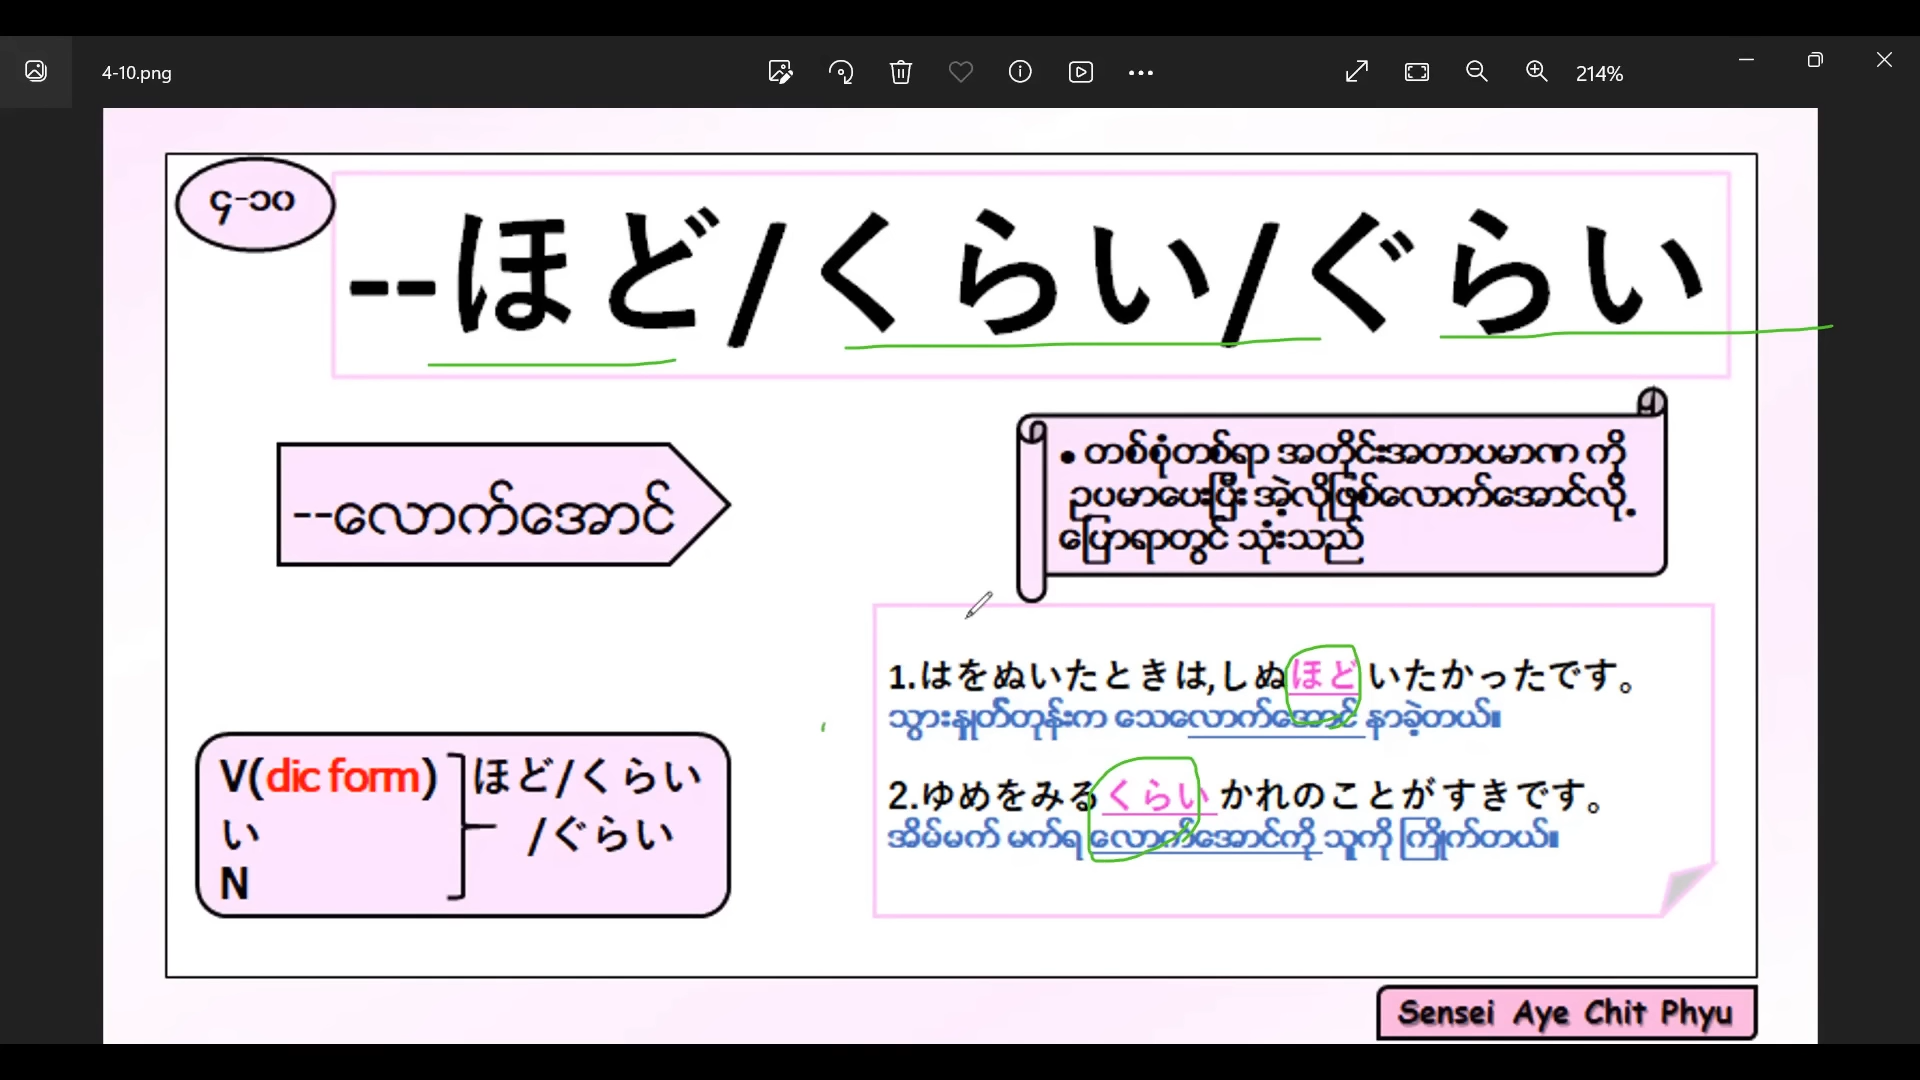 4-10.png
214%
၄-၁၀
--ほど/くらい/ぐらい
--လောက်အောင်
• တစ်စုံတစ်ရာ အတိုင်းအတာပမာဏ ကို
ဥပမာပေးပြီး အဲ့လိုဖြစ်လောက်အောင်လို့
ပြောရာတွင် သုံးသည်
V(dic form) ほど/くらい
い /ぐらい
N
1.はをぬいたときは,しぬほどいたかったです。
သွားနှုတ်တုန်းက သေလောက်အောင် နာခဲ့တယ်။
2.ゆめをみるくらい かれのことがすきです。
အိမ်မက် မက်ရ လောက်အောင်ကို သူ့ကို ကြိုက်တယ်။
Sensei Aye Chit Phyu